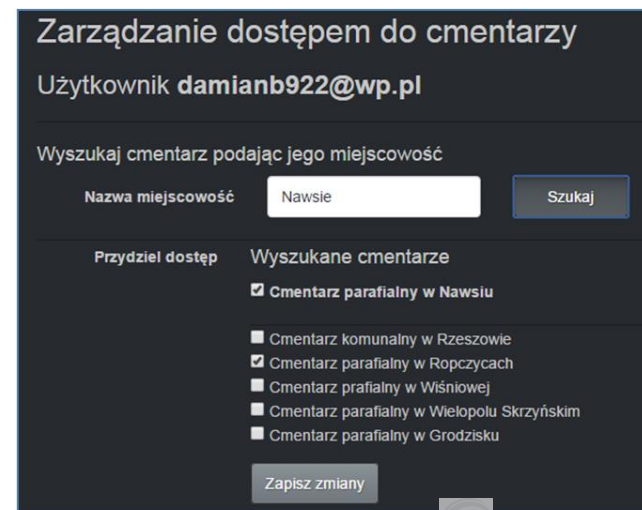 Zarządzanie dostępem do cmentarzy
Użytkownik damianb922@wp.pl
Wyszukaj cmentarz podając jego miejscowość
Nazwa miejscowość Nawsie Szukaj
Przydziel dostęp Wyszukane cmentarze
Cmentarz parafialny w Nawsiu
Cmentarz komunalny w Rzeszowie
Cmentarz parafialny w Ropczycach
Cmentarz prafialny w Wiśniowej
Cmentarz parafialny w Wielopolu Skrzyńskim
Cmentarz parafialny w Grodzisku
Zapisz zmiany